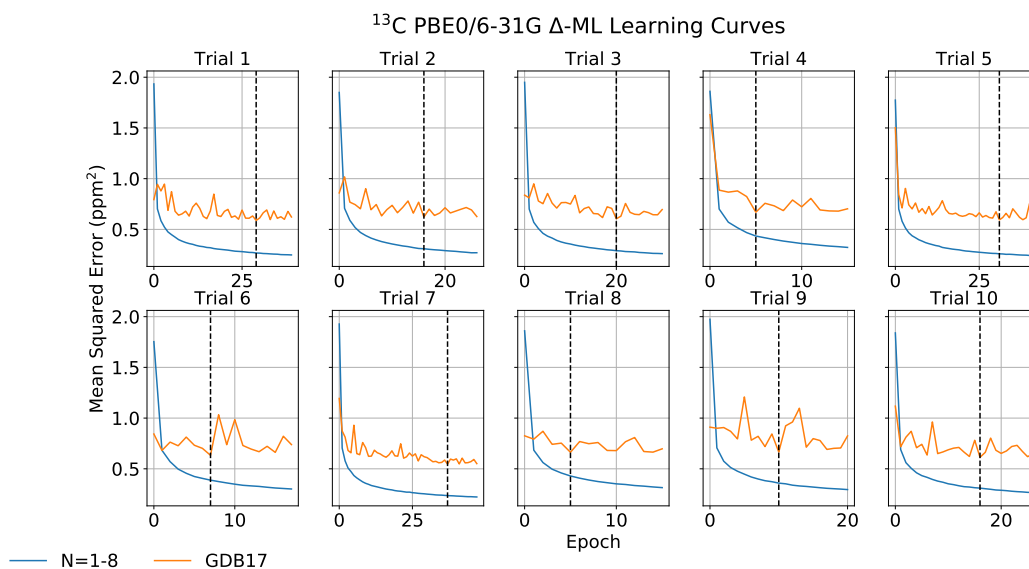 ¹³C PBE0/6-31G Δ-ML Learning Curves
Trial 1 Trial 2 Trial 3 Trial 4 Trial 5
2.0
1.5
1.0
0.5
0 25 0 20 0 20 0 10 0 25
Trial 6 Trial 7 Trial 8 Trial 9 Trial 10
2.0
1.5
1.0
0.5
0 10 0 25 0 10 0 20 0 20
Mean Squared Error (ppm²)
Epoch
N=1-8 GDB17